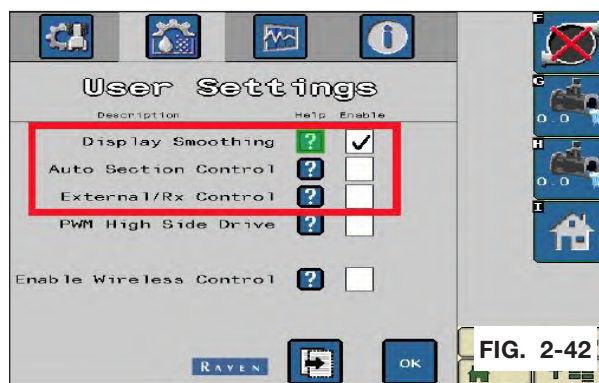 User Settings
Description Help Enable
Display Smoothing ?
Auto Section Control ?
External/Rx Control ?
PWM High Side Drive ?
Enable Wireless Control ?
RAVEN
OK
F
G
0.0
H
0.0
I
FIG. 2-42